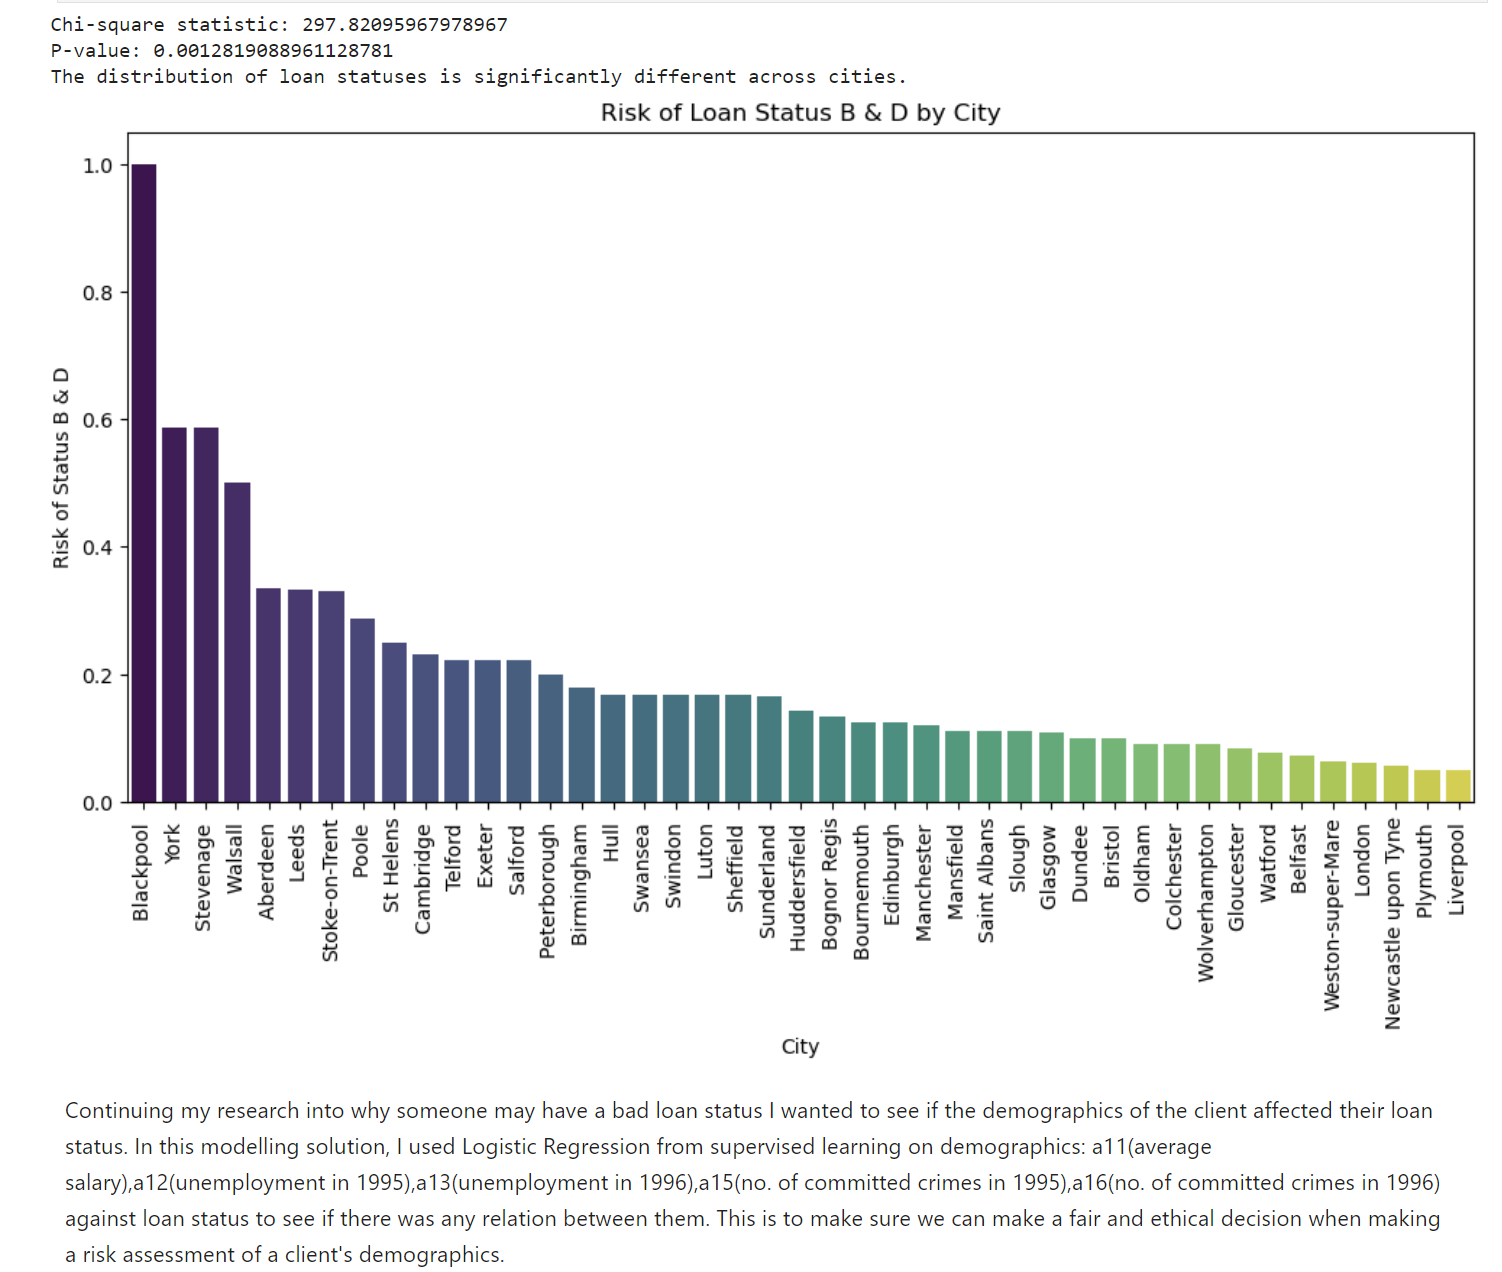 Chi-square statistic: 297.82095967978967
P-value: 0.0012819088961128781
The distribution of loan statuses is significantly different across cities.
Risk of Loan Status B & D by City
Risk of Status B & D
1.0
0.8
0.6
0.4
0.2
0.0
Blackpool
York
Stevenage
Walsall
Aberdeen
Leeds
Stoke-on-Trent
Poole
St Helens
Cambridge
Telford
Exeter
Salford
Peterborough
Birmingham
Hull
Swansea
Swindon
Luton
Sheffield
Sunderland
Huddersfield
Bognor Regis
Bournemouth
Edinburgh
Manchester
Mansfield
Saint Albans
Slough
Glasgow
Dundee
Bristol
Oldham
Colchester
Wolverhampton
Gloucester
Watford
Belfast
Weston-super-Mare
London
Newcastle upon Tyne
Plymouth
Liverpool
City
Continuing my research into why someone may have a bad loan status I wanted to see if the demographics of the client affected their loan
status. In this modelling solution, I used Logistic Regression from supervised learning on demographics: a11(average
salary),a12(unemployment in 1995),a13(unemployment in 1996),a15(no. of committed crimes in 1995),a16(no. of committed crimes in 1996)
against loan status to see if there was any relation between them. This is to make sure we can make a fair and ethical decision when making
a risk assessment of a client's demographics.